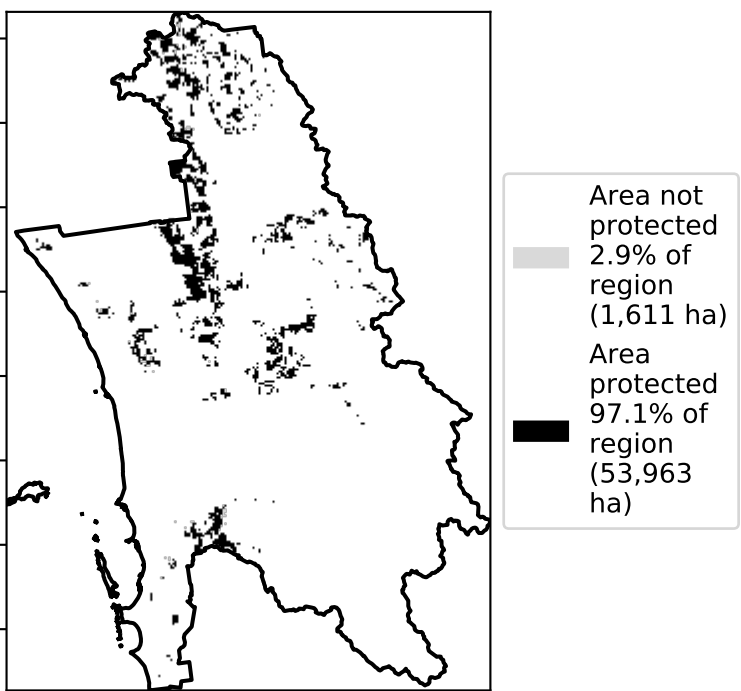 Area not
protected
2.9% of
region
(1,611 ha)
Area
protected
97.1% of
region
(53,963
ha)